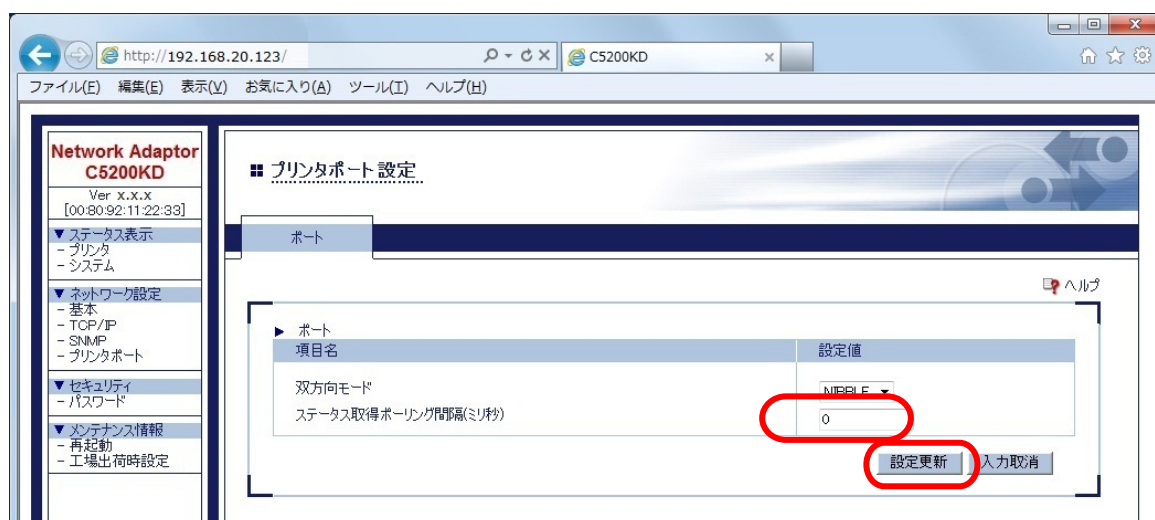 http://192.168.20.123/
C5200KD
ファイル(F) 編集(E) 表示(V) お気に入り(A) ツール(T) ヘルプ(H)
Network Adaptor
C5200KD
Ver x.x.x
[00:80:92:11:22:33]
▼ ステータス表示
- プリンタ
- システム
▼ ネットワーク設定
- 基本
- TCP/IP
- SNMP
- プリンタポート
▼ セキュリティ
- パスワード
▼ メンテナンス情報
- 再起動
- 工場出荷時設定
プリンタポート設定
ポート
ヘルプ
ポート
項目名 設定値
双方向モード NIBBLE
ステータス取得ポーリング間隔(ミリ秒) 0
設定更新 入力取消